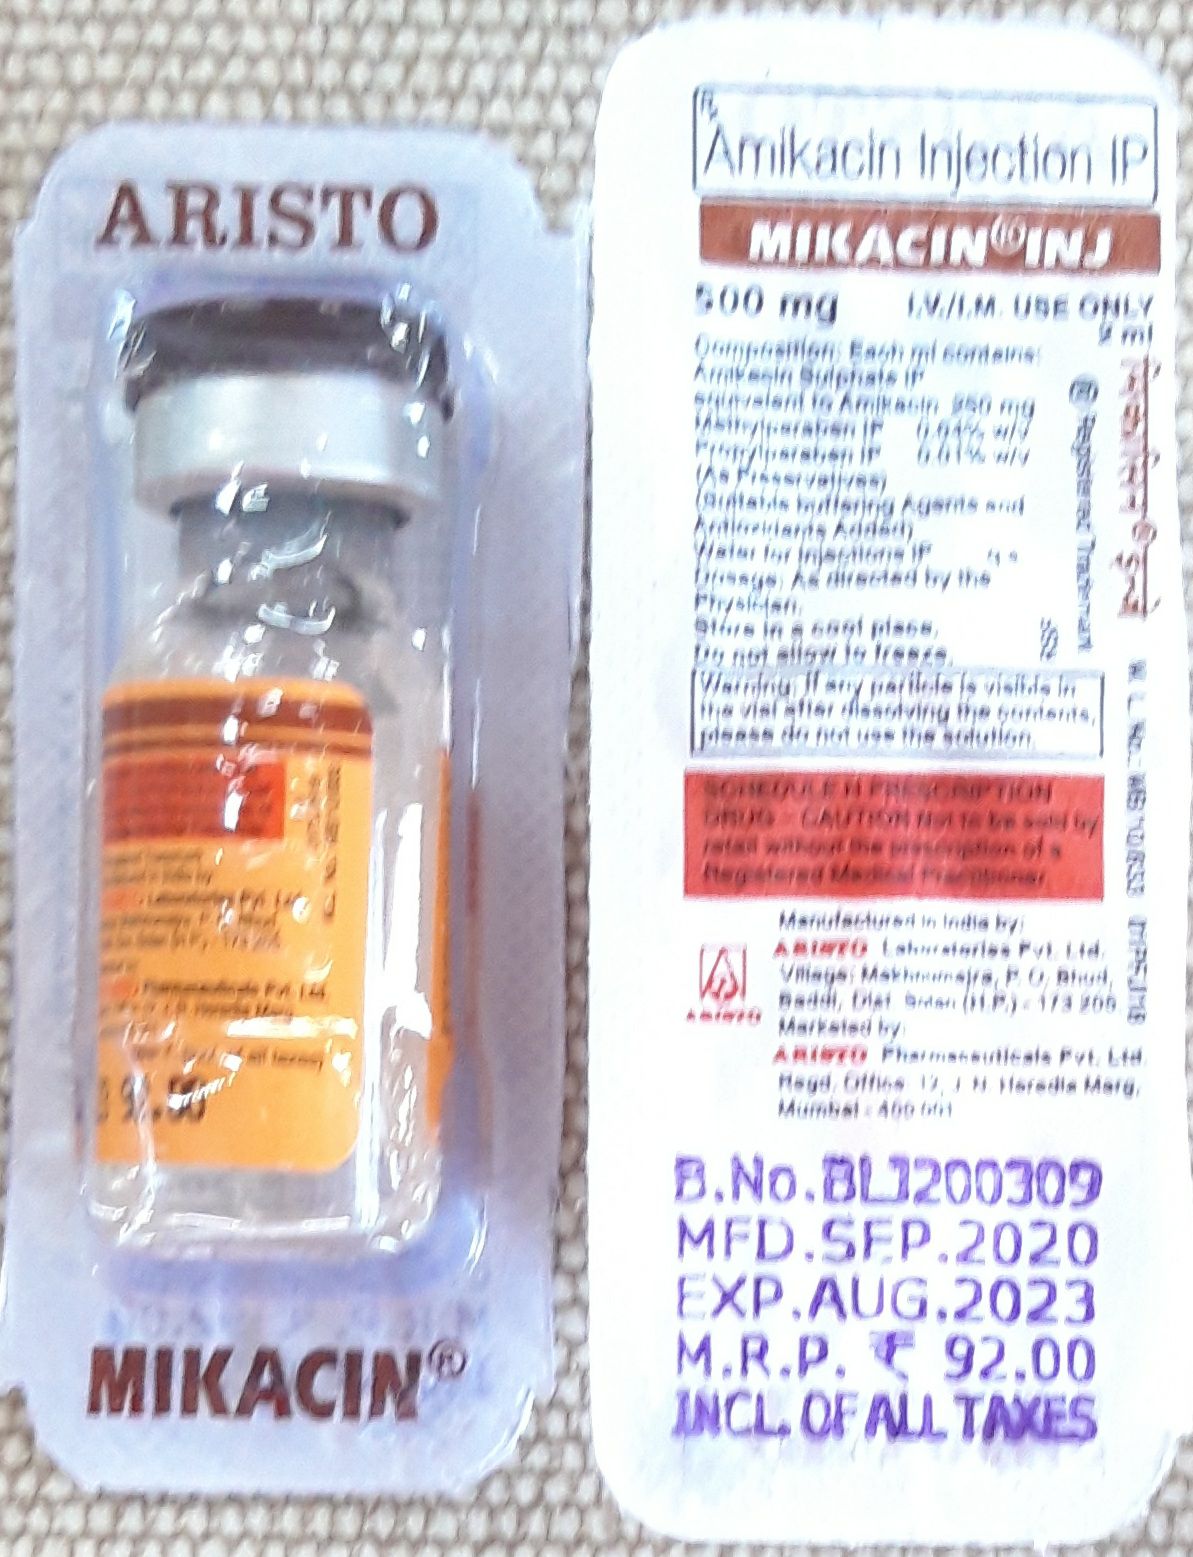 ARISTO
MIKACIN®
Rx
Amikacin Injection IP
MIKACIN® INJ
500 mg I.V./I.M. USE ONLY
Composition: Each ml contains:
Amikacin Sulphate IP
equivalent to Amikacin 250 mg
Methylparaben IP
Propylparaben IP
(As Preservatives)
(Suitable buffering Agents and
Antioxidants Added)
Water for Injections IP
Dosage: As directed by the
Physician.
Store in a cool place.
Do not allow to freeze.
® Registered Trademark
Warning: If any particle is visible in
the vial after dissolving the contents,
please do not use the solution.
SCHEDULE H PRESCRIPTION
DRUG - CAUTION Not to be sold by
retail without the prescription of a
Registered Medical Practitioner
Manufactured in India by:
ARISTO Laboratories Pvt. Ltd.
Village: Makhnumajra, P. O. Bhud,
Baddi, Dist. Solan (H.P.) - 173 205
Marketed by:
ARISTO Pharmaceuticals Pvt. Ltd.
Regd. Office: 12, J. N. Heredia Marg,
Mumbai - 400 001
ARISTO
B.No.BLJ200309
MFD.SEP.2020
EXP.AUG.2023
M.R.P. ₹ 92.00
INCL. OF ALL TAXES